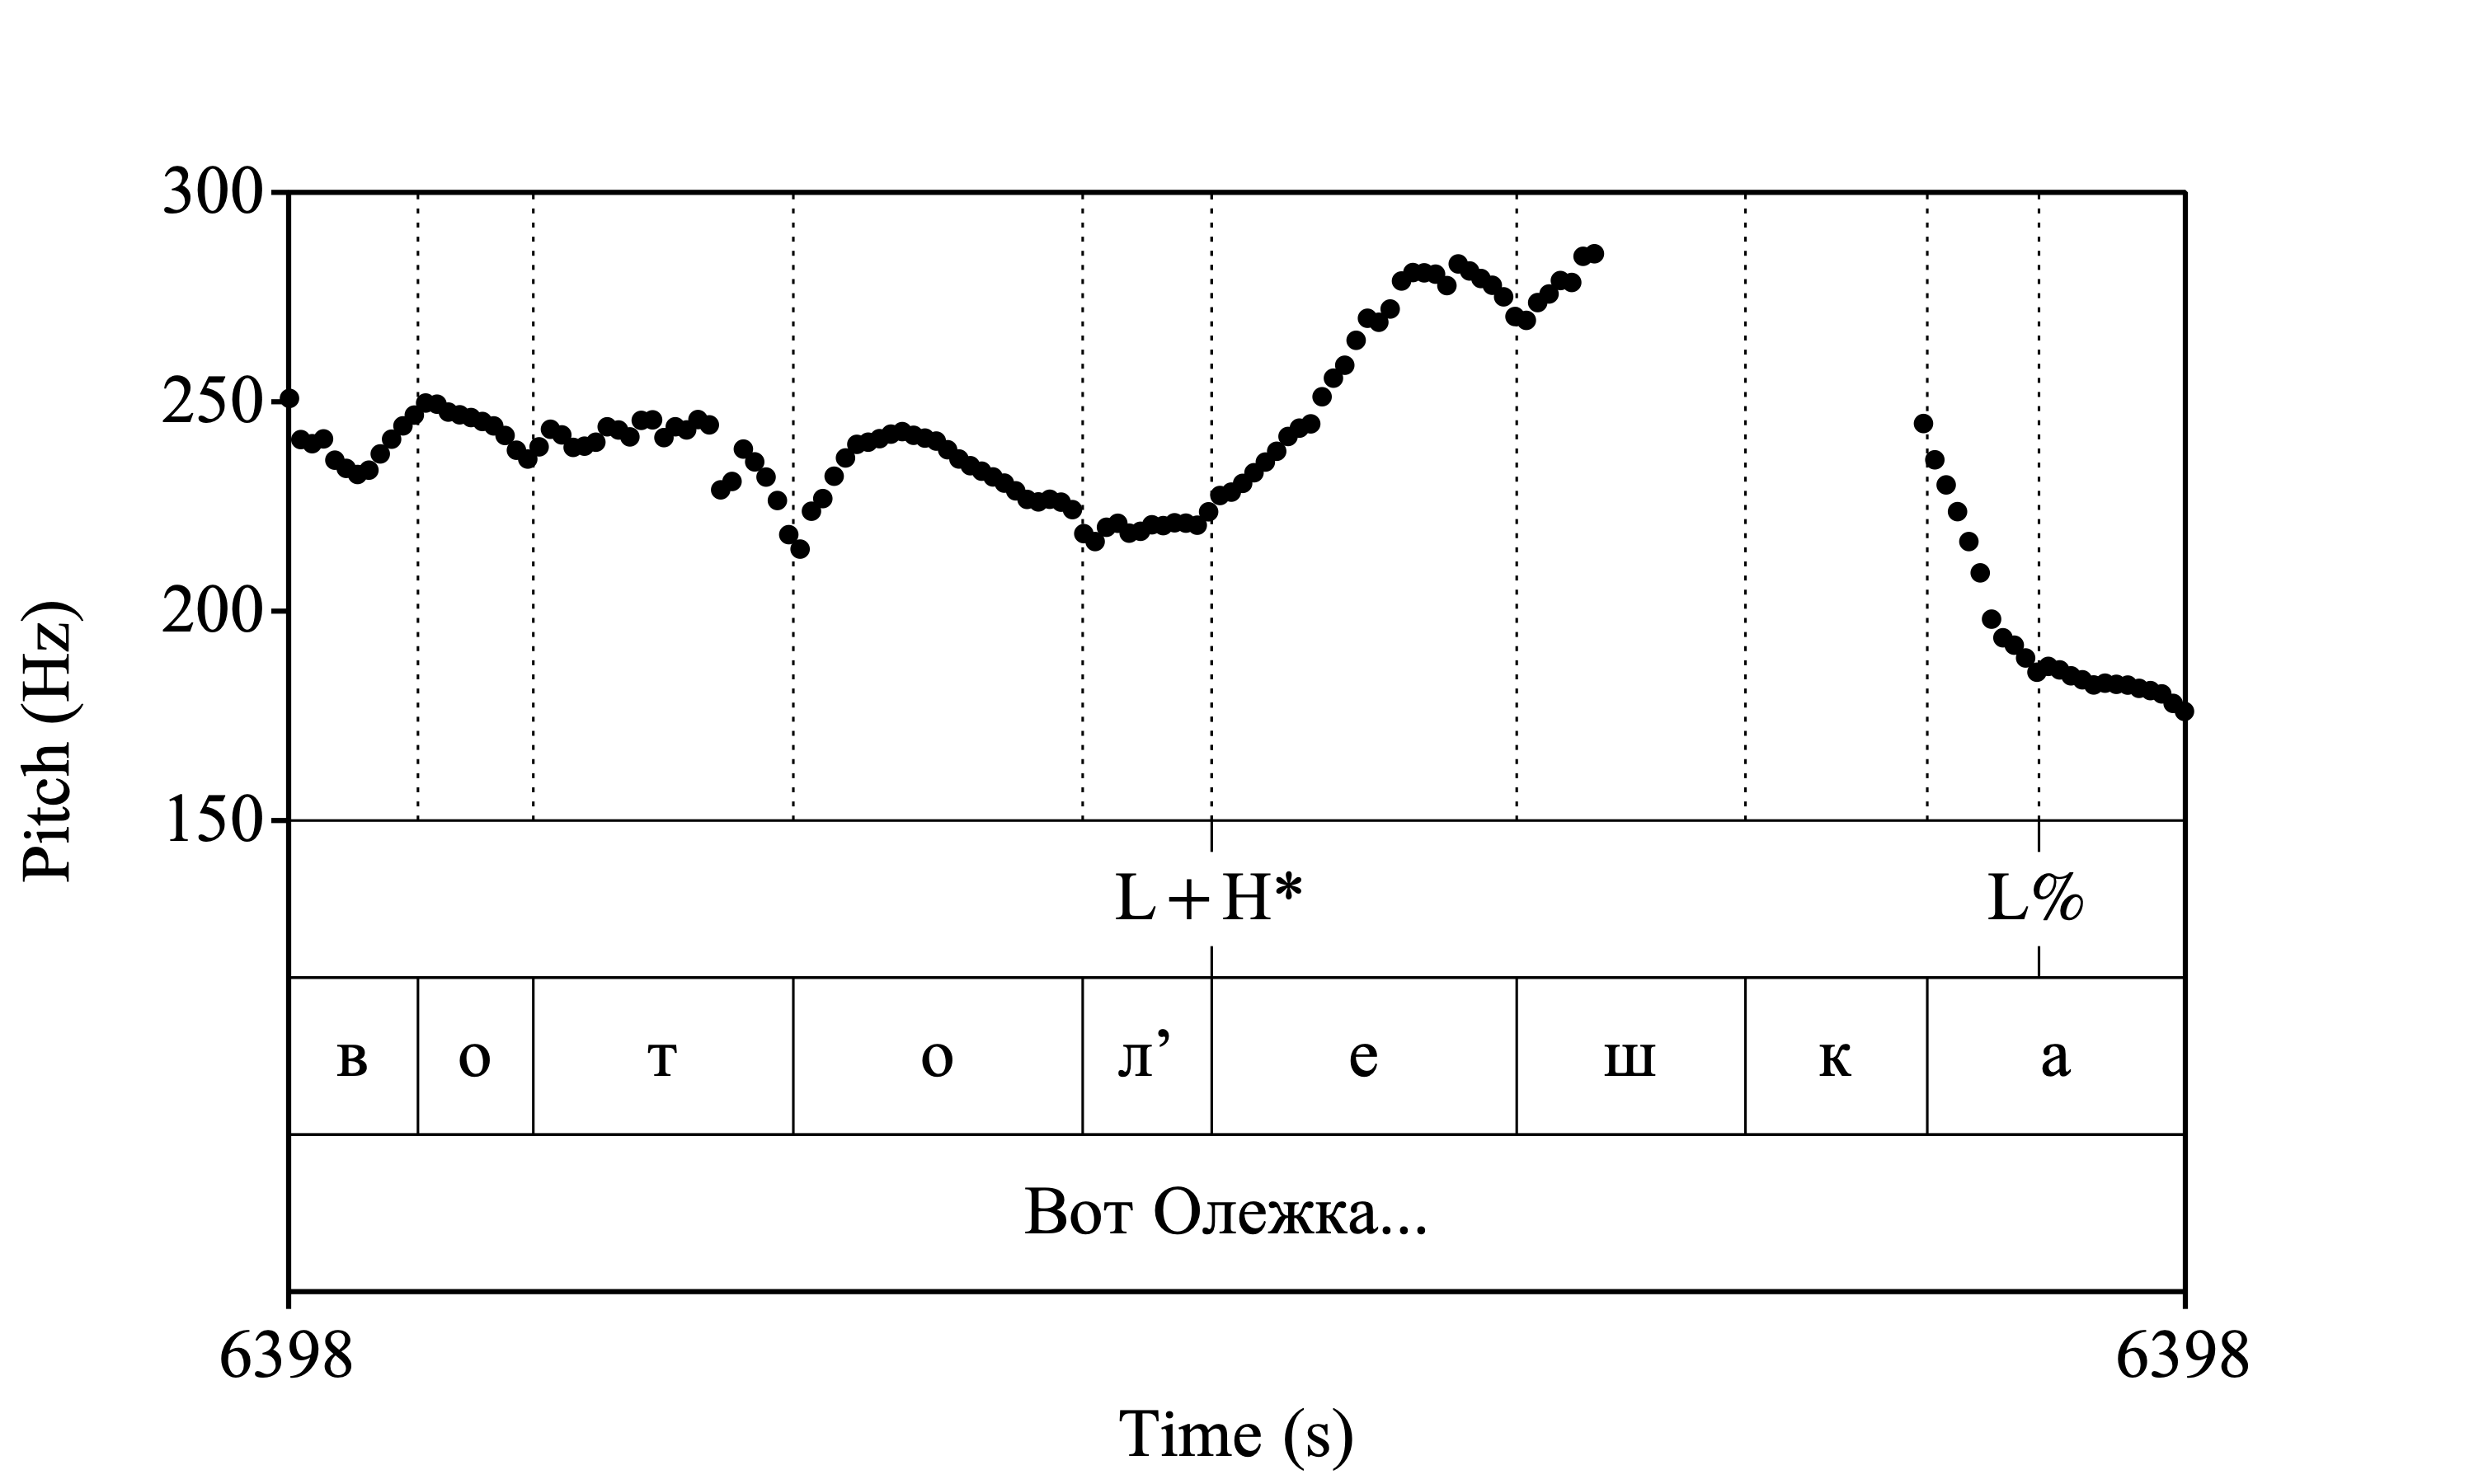 300
250
200
150
Pitch (Hz)
L+H* L%
в о т о л’ е ш к а
Вот Олежка...
6398 6398
Time (s)